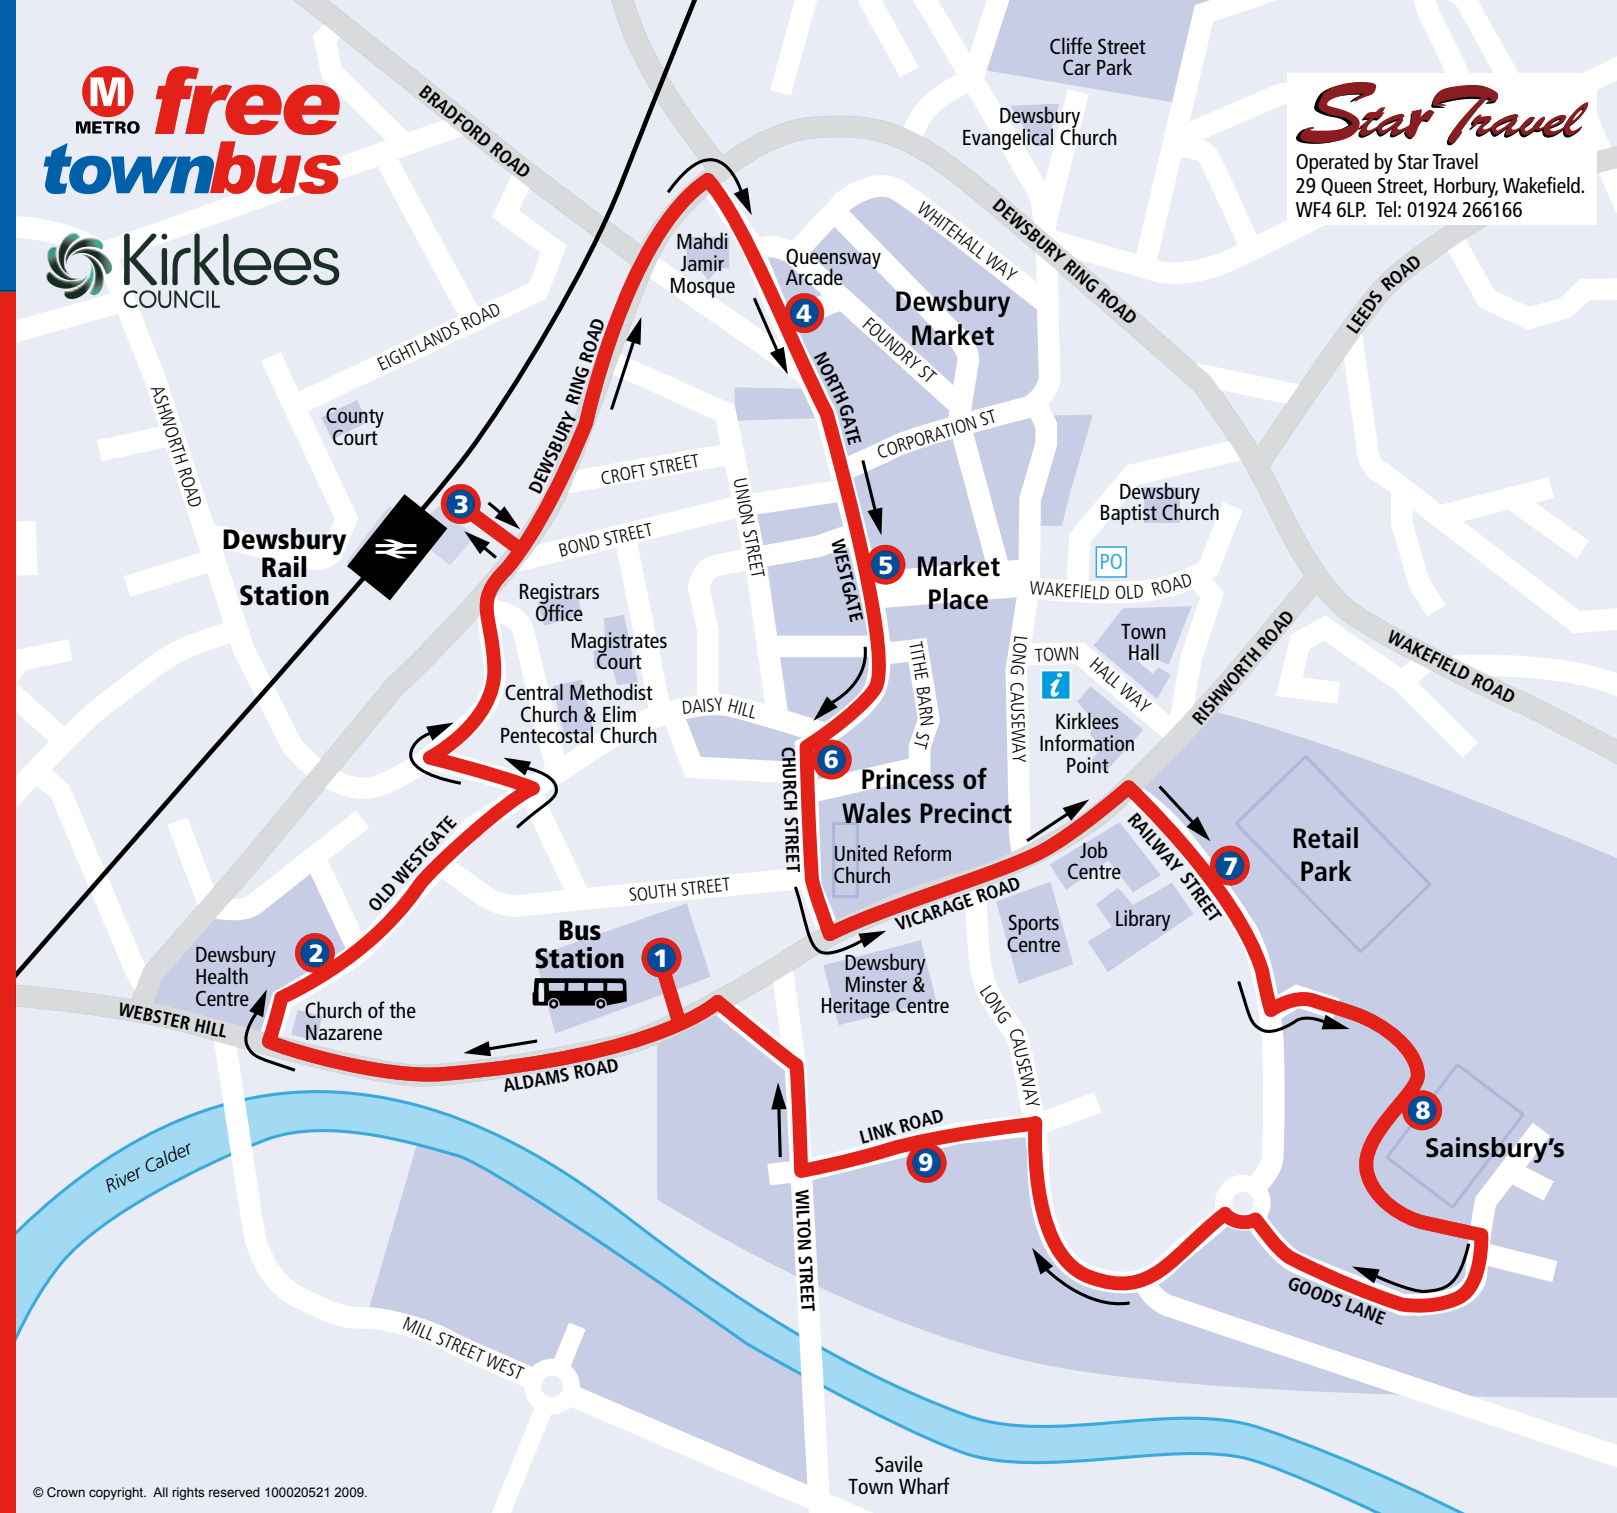 M
METRO
free
townbus
Kirklees
COUNCIL
Star Travel
Operated by Star Travel
29 Queen Street, Horbury, Wakefield.
WF4 6LP.  Tel: 01924 266166
Cliffe Street
Car Park
Dewsbury
Evangelical Church
BRADFORD ROAD
DEWSBURY RING ROAD
WHITEHALL WAY
LEEDS ROAD
Mahdi
Jamir
Mosque
Queensway
Arcade
4
Dewsbury
Market
FOUNDRY ST
EIGHTLANDS ROAD
DEWSBURY RING ROAD
NORTHGATE
ASHWORTH ROAD
County
Court
CORPORATION ST
CROFT STREET
UNION STREET
3
Dewsbury
Baptist Church
PO
Dewsbury
Rail
Station
BOND STREET
WESTGATE
5
Market
Place
WAKEFIELD OLD ROAD
Registrars
Office
Magistrates
Court
Central Methodist
Church & Elim
Pentecostal Church
DAISY HILL
TITHE BARN ST
LONG CAUSEWAY
TOWN
HALL WAY
Town
Hall
i
Kirklees
Information
Point
RISHWORTH ROAD
WAKEFIELD ROAD
CHURCH STREET
6
Princess of
Wales Precinct
United Reform
Church
OLD WESTGATE
SOUTH STREET
VICARAGE ROAD
Job
Centre
RAILWAY STREET
7
Retail
Park
Library
Sports
Centre
Bus
Station
1
2
Dewsbury
Health
Centre
Church of the
Nazarene
WEBSTER HILL
ALDAMS ROAD
Dewsbury
Minster &
Heritage Centre
LONG CAUSEWAY
LINK ROAD
9
8
Sainsbury's
River Calder
WILTON STREET
GOODS LANE
MILL STREET WEST
Savile
Town Wharf
© Crown copyright.  All rights reserved 100020521 2009.